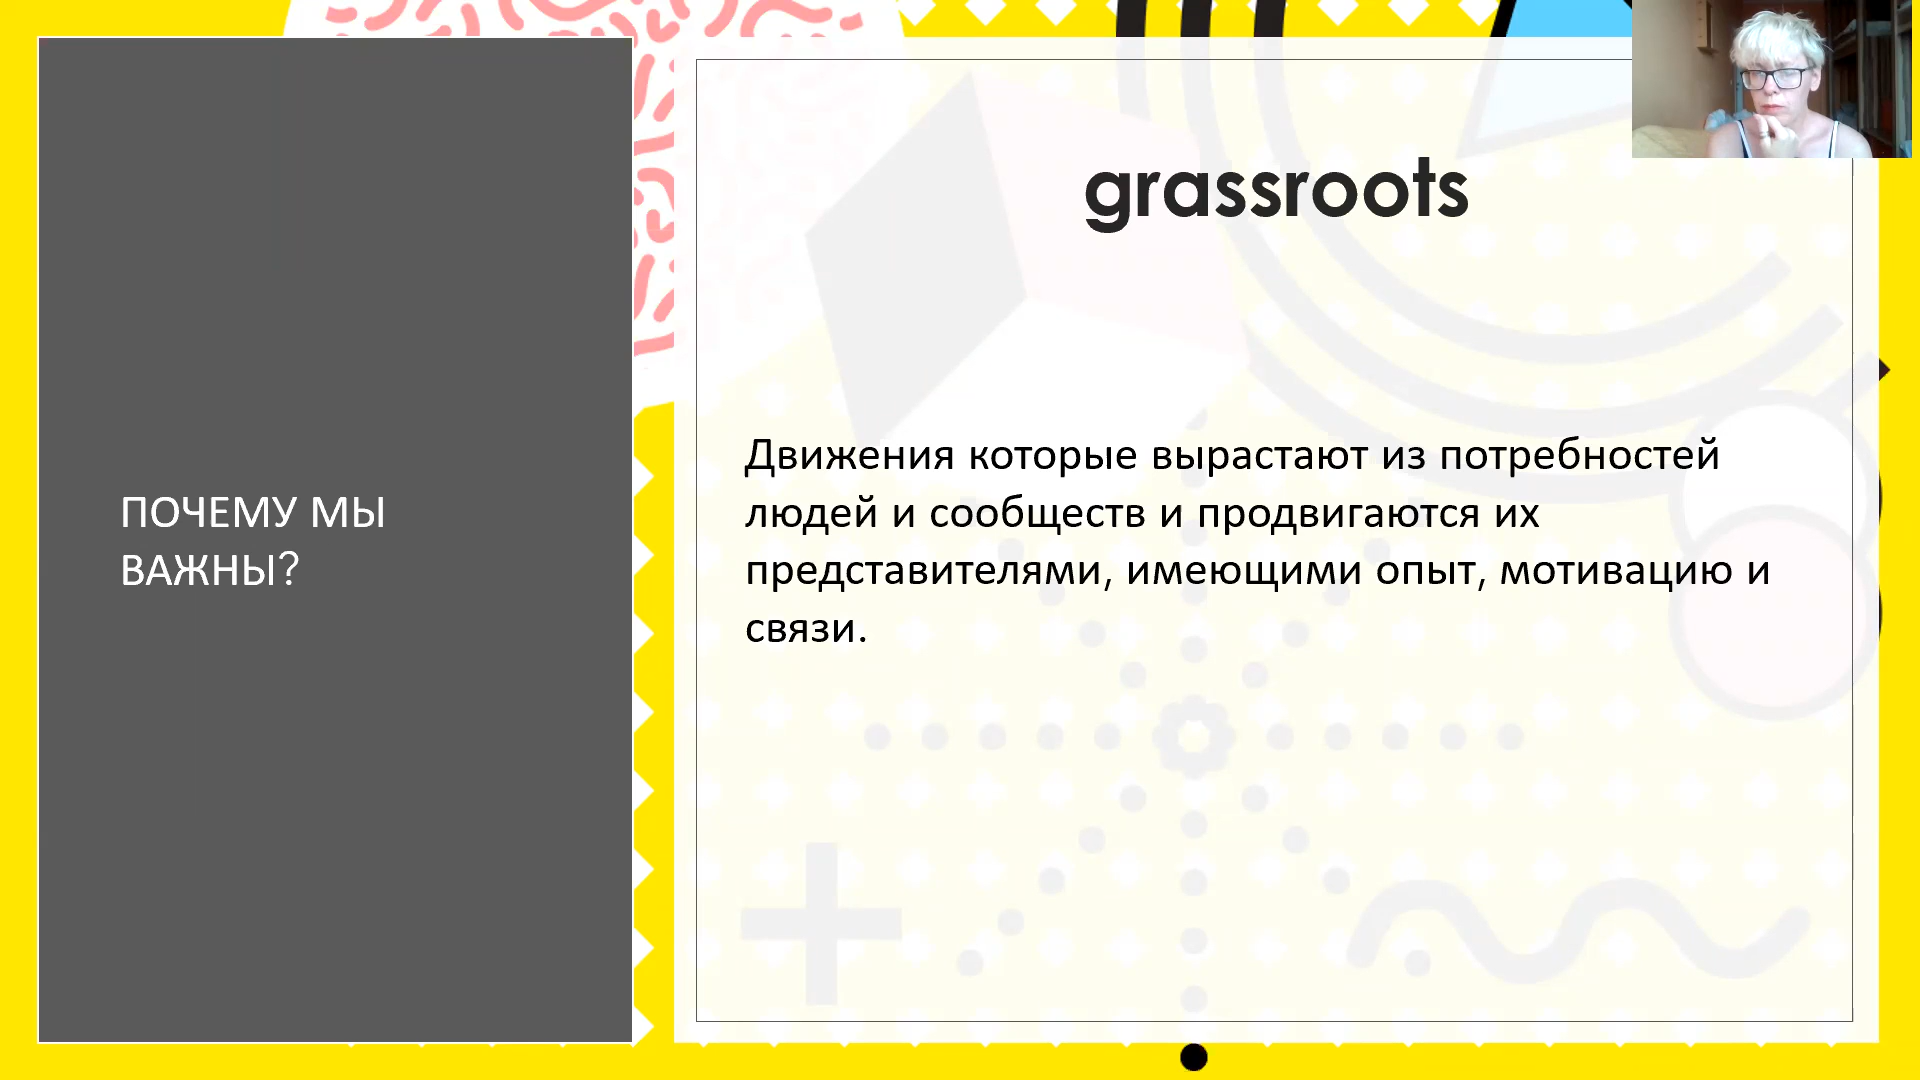 ПОЧЕМУ МЫ
ВАЖНЫ?
grassroots
Движения которые вырастают из потребностей
людей и сообществ и продвигаются их
представителями, имеющими опыт, мотивацию и
связи.